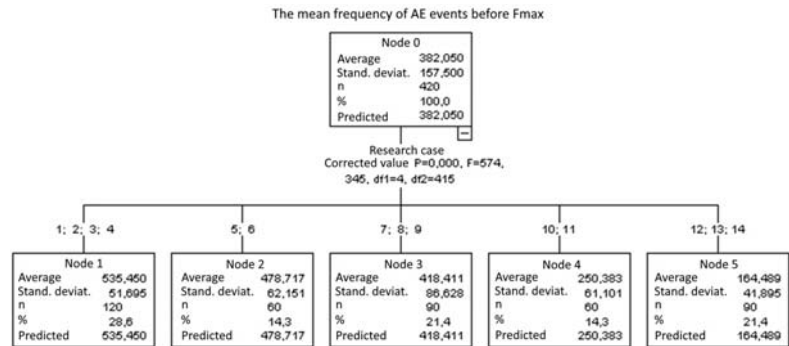 The mean frequency of AE events before Fmax
Node 0
Average 382,050
Stand. deviat. 157,500
n 420
% 100,0
Predicted 382,050
Research case
Corrected value P=0,000, F=574,
345, df1=4, df2=415
1; 2; 3; 4
5; 6
7; 8; 9
10; 11
12; 13; 14
Node 1
Average 535,450
Stand. deviat. 51,695
n 120
% 28,6
Predicted 535,450
Node 2
Average 478,717
Stand. deviat. 62,151
n 60
% 14,3
Predicted 478,717
Node 3
Average 418,411
Stand. deviat. 86,628
n 90
% 21,4
Predicted 418,411
Node 4
Average 250,383
Stand. deviat. 61,101
n 60
% 14,3
Predicted 250,383
Node 5
Average 164,489
Stand. deviat. 41,895
n 90
% 21,4
Predicted 164,489